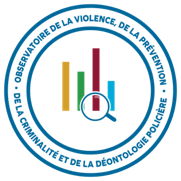 • OBSERVATOIRE DE LA VIOLENCE, DE LA PRÉVENTION •
DE LA CRIMINALITÉ ET DE LA DÉONTOLOGIE POLICIÈRE